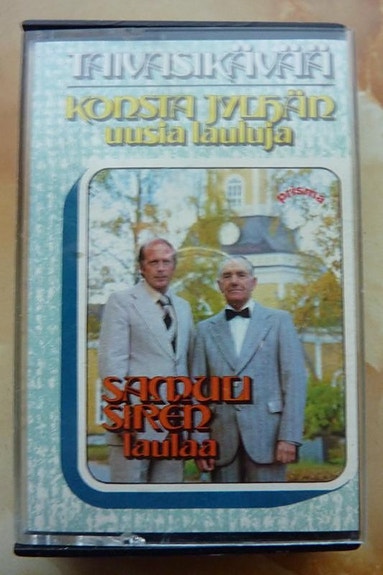 TAIVASIKÄVÄÄ
KONSTA JYLHÄN
uusia lauluja
prisma
SAMULI
SIREN
laulaa